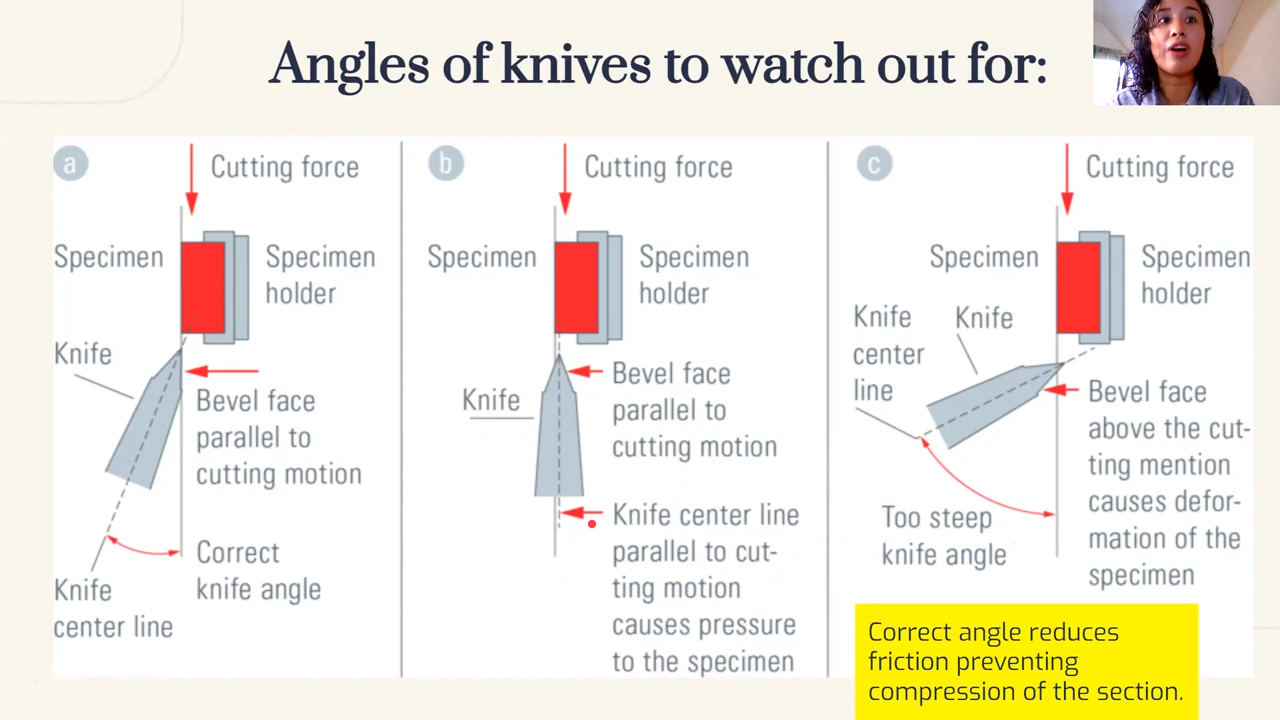 Angles of knives to watch out for:
a
Cutting force
Specimen
Specimen
holder
Knife
Bevel face
parallel to
cutting motion
Correct
knife angle
Knife
center line
b
Cutting force
Specimen
Specimen
holder
Knife
Bevel face
parallel to
cutting motion
Knife center line
parallel to cut-
ting motion
causes pressure
to the specimen
c
Cutting force
Specimen
Specimen
holder
Knife
center
line
Knife
Bevel face
above the cut-
ting mention
causes defor-
mation of the
specimen
Too steep
knife angle
Correct angle reduces
friction preventing
compression of the section.